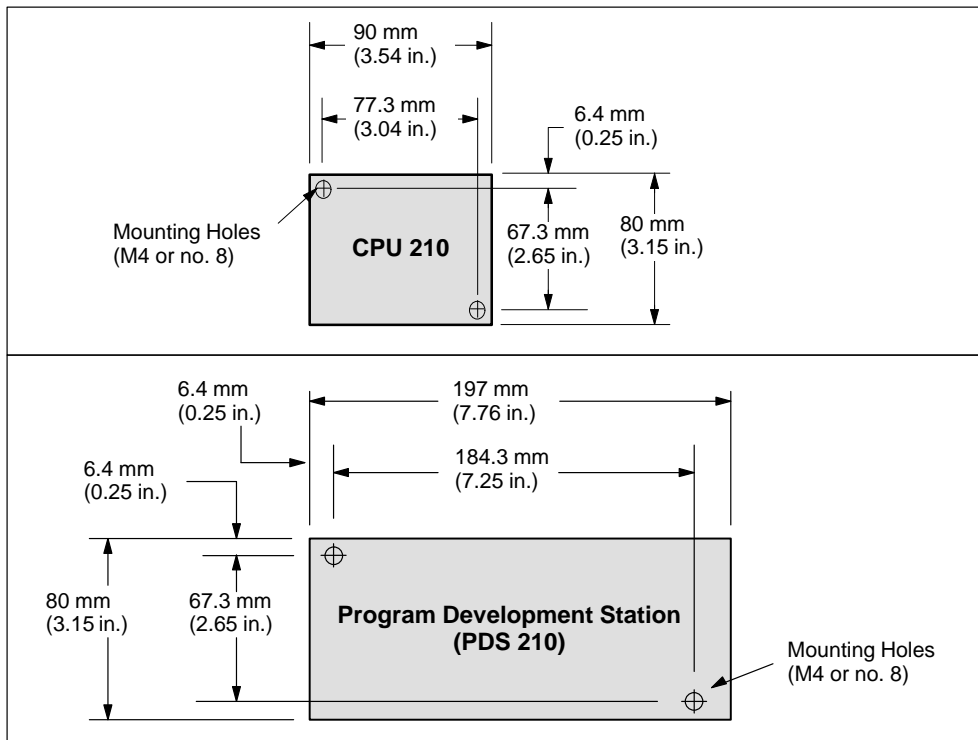 90 mm
(3.54 in.)
77.3 mm
(3.04 in.)
6.4 mm
(0.25 in.)
Mounting Holes
(M4 or no. 8)
CPU 210
67.3 mm
(2.65 in.)
80 mm
(3.15 in.)
6.4 mm
(0.25 in.)
197 mm
(7.76 in.)
6.4 mm
(0.25 in.)
184.3 mm
(7.25 in.)
80 mm
(3.15 in.)
67.3 mm
(2.65 in.)
Program Development Station
(PDS 210)
Mounting Holes
(M4 or no. 8)